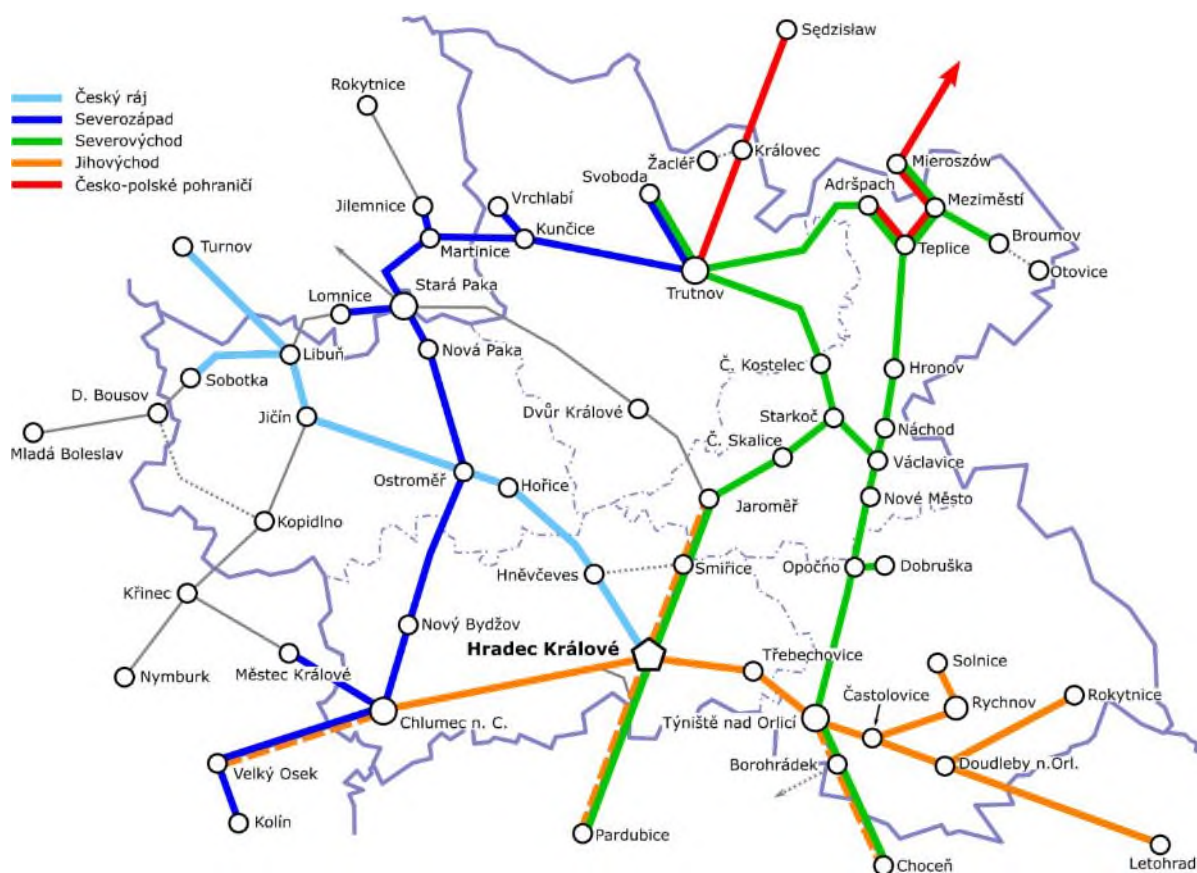 Sędzisław
Český ráj
Severozápad
Severovýchod
Jihovýchod
Česko-polské pohraničí
Rokytnice
Žacléř
Královec
Mieroszów
Svoboda
Adršpach
Meziměstí
Vrchlabí
Jilemnice
Kunčice
Broumov
Turnov
Martinice
Teplice
Otovice
Trutnov
Stará Paka
Lomnice
Libuň
Nová Paka
Č. Kostelec
Hronov
Sobotka
D. Bousov
Dvůr Králové
Starkoč
Jičín
Náchod
Mladá Boleslav
Č. Skalice
Václavice
Ostroměř
Hořice
Jaroměř
Nové Město
Kopidlno
Hněvčeves
Smiřice
Opočno
Dobruška
Křinec
Nový Bydžov
Hradec Králové
Třebechovice
Městec Králové
Solnice
Nymburk
Častolovice
Rychnov
Rokytnice
Chlumec n. C.
Týniště nad Orlicí
Velký Osek
Borohrádek
Doudleby n.Orl.
Kolín
Pardubice
Choceň
Letohrad